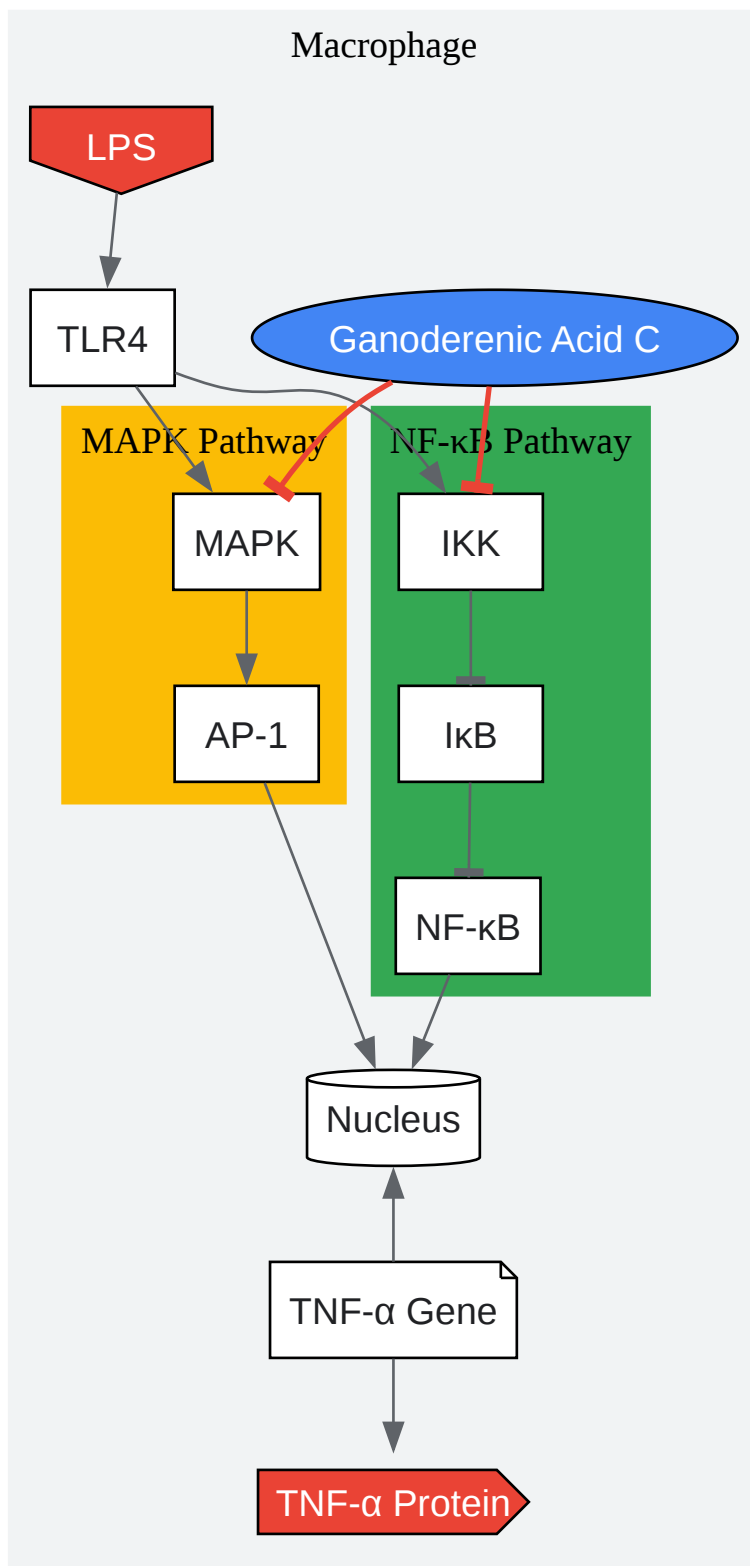 Macrophage
LPS
TLR4
Ganoderenic Acid C
MAPK Pathway
NF-κB Pathway
MAPK
IKK
AP-1
IκB
NF-κB
Nucleus
TNF-α Gene
TNF-α Protein